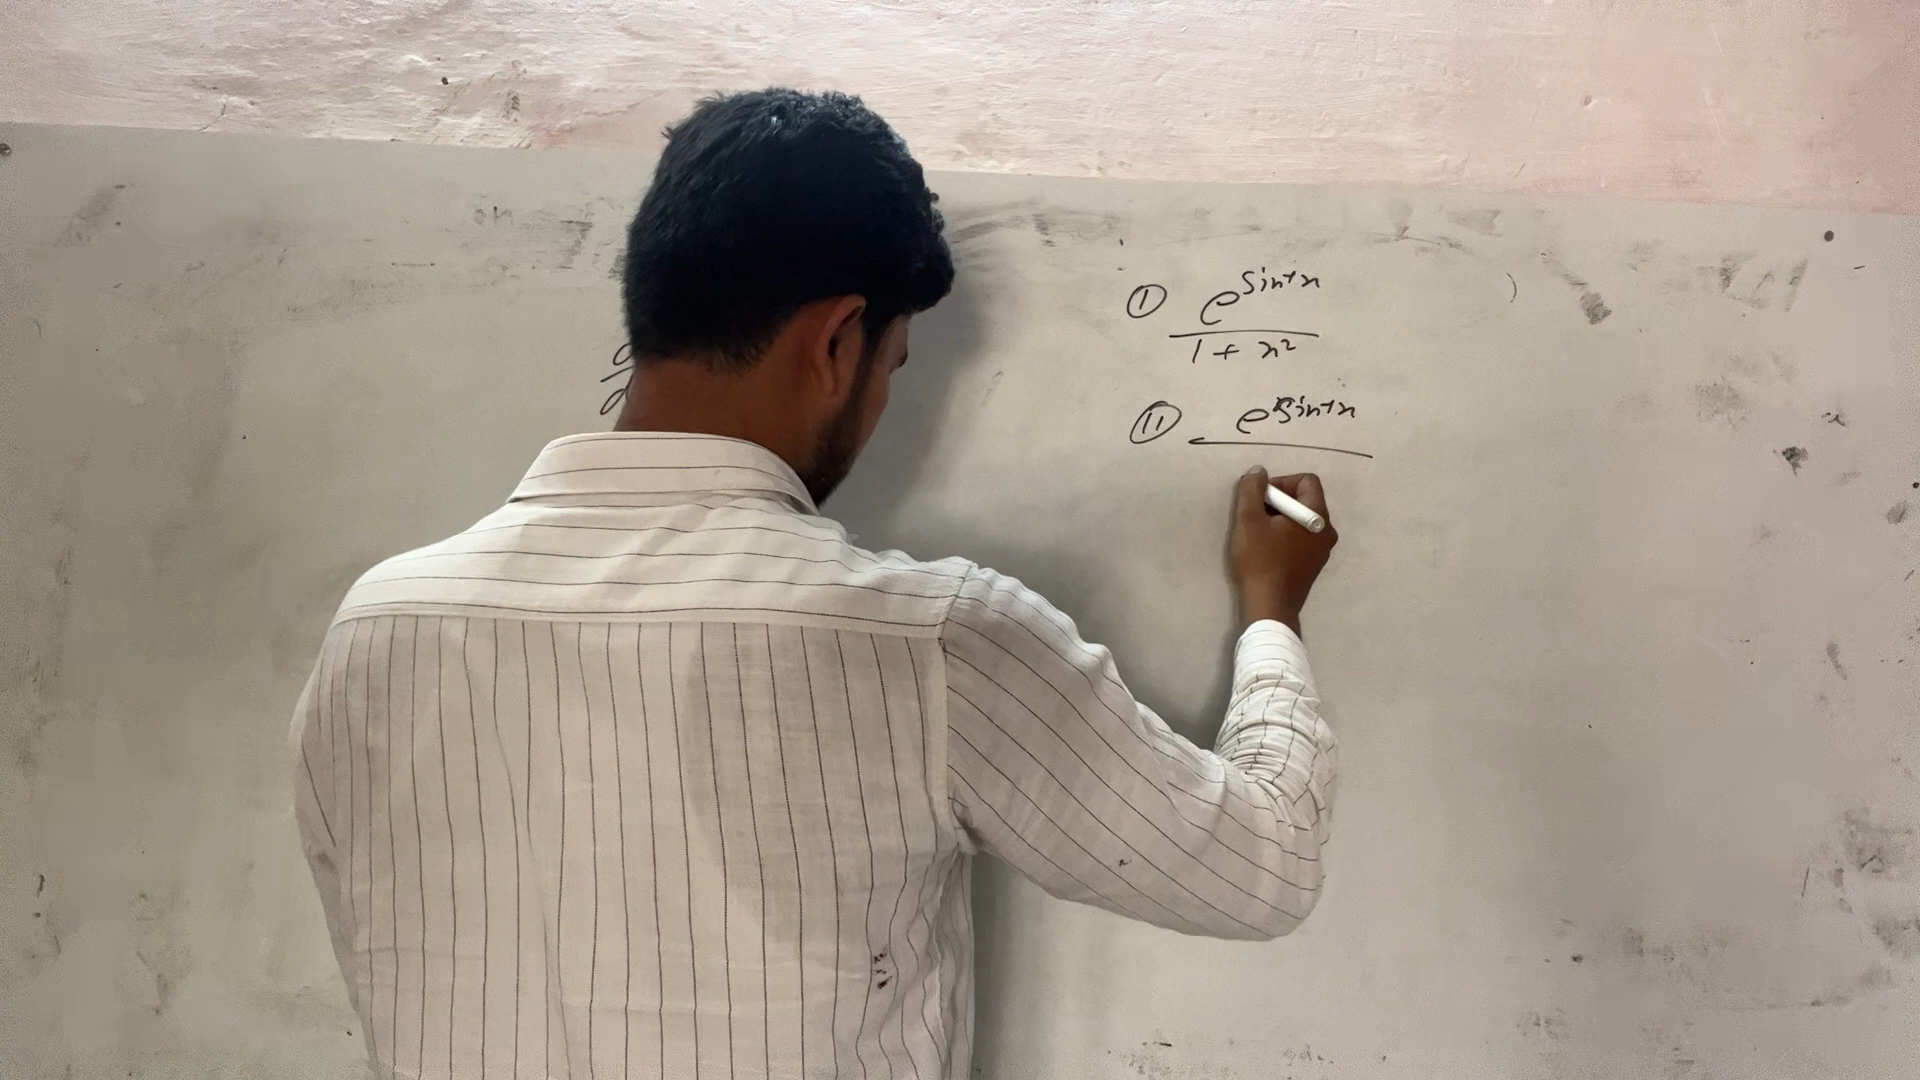 d/d
① e^(sin⁻¹x)
1 + x²
⑪ e^(sin⁻¹x)